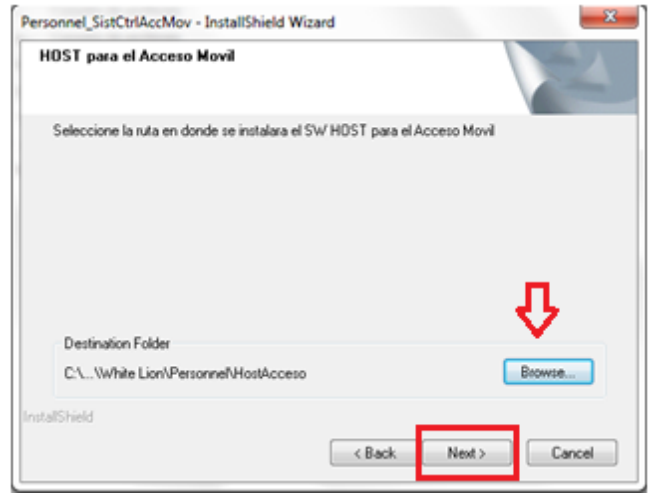 Personnel_SistCtrlAccMov - InstallShield Wizard
HOST para el Acceso Movil
Seleccione la ruta en donde se instalara el SW HOST para el Acceso Movil
Destination Folder
C:\...\White Lion\Personnel\HostAcceso
Browse...
InstallShield
< Back
Next >
Cancel